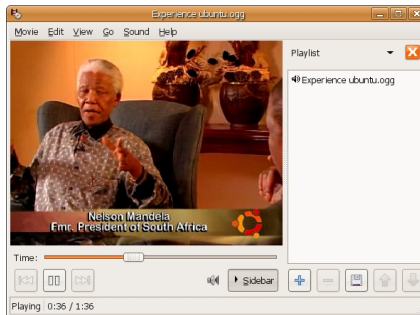 Experience ubuntu.ogg
Movie Edit View Go Sound Help
Playlist
Experience ubuntu.ogg
Nelson Mandela
Fmr. President of South Africa
Time:
Sidebar
Playing 0:36 / 1:36